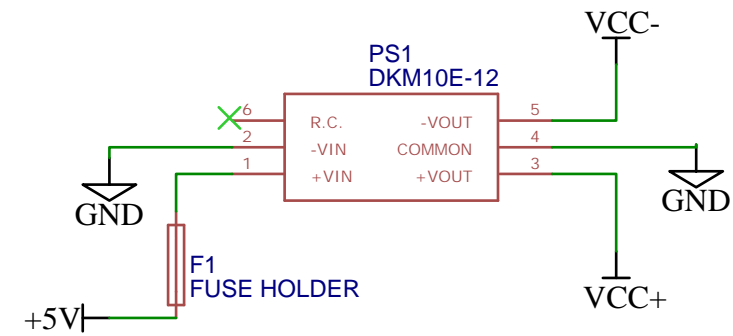 VCC-
PS1
DKM10E-12
6
R.C.
-VOUT
5
2
-VIN
COMMON
4
1
+VIN
+VOUT
3
GND
GND
F1
FUSE HOLDER
VCC+
+5V